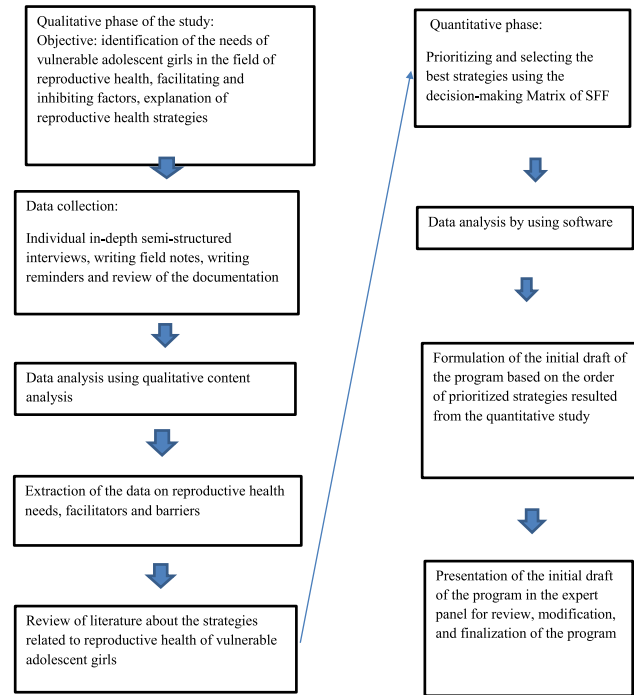 Qualitative phase of the study:
Objective: identification of the needs of
vulnerable adolescent girls in the field of
reproductive health, facilitating and
inhibiting factors, explanation of
reproductive health strategies
Data collection:
Individual in-depth semi-structured
interviews, writing field notes, writing
reminders and review of the documentation
Data analysis using qualitative content
analysis
Extraction of the data on reproductive health
needs, facilitators and barriers
Review of literature about the strategies
related to reproductive health of vulnerable
adolescent girls
Quantitative phase:
Prioritizing and selecting the
best strategies using the
decision-making Matrix of SFF
Data analysis by using software
Formulation of the initial draft of
the program based on the order
of prioritized strategies resulted
from the quantitative study
Presentation of the initial draft
of the program in the expert
panel for review, modification,
and finalization of the program